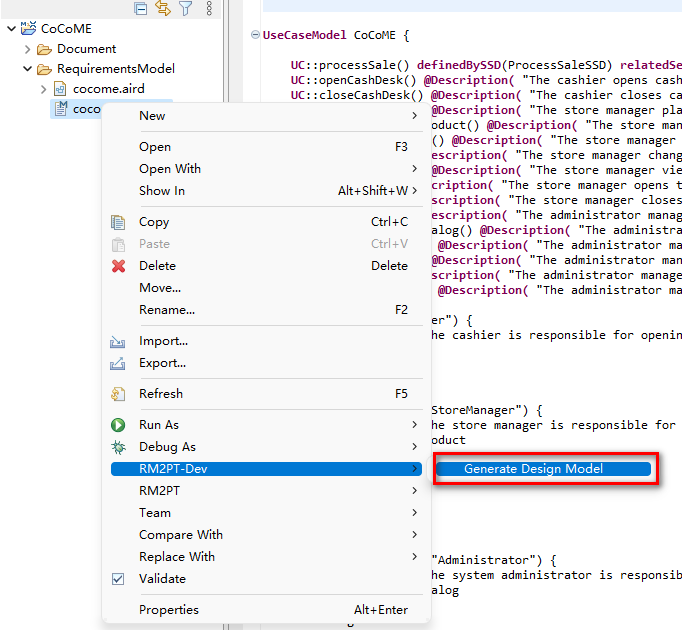 CoCoME
Document
RequirementsModel
cocome.aird
coco
New
Open F3
Open With
Show In Alt+Shift+W
Copy Ctrl+C
Paste Ctrl+V
Delete Delete
Move...
Rename... F2
Import...
Export...
Refresh F5
Run As
Debug As
RM2PT-Dev
RM2PT
Team
Compare With
Replace With
Validate
Properties Alt+Enter
Generate Design Model
UseCaseModel CoCoME {
UC::processSale() definedBySSD(ProcessSaleSSD) relatedSe
UC::openCashDesk() @Description( "The cashier opens cash
UC::closeCashDesk() @Description( "The cashier closes ca
@Description( "The store manager pla
oduct() @Description( "The store man
() @Description( "The store manager
escription( "The store manager chang
@Description( "The store manager vie
cription( "The store manager opens t
scription( "The store manager closes
escription( "The administrator manag
alog() @Description( "The administra
@Description( "The administrator ma
@Description( "The administrator man
scription( "The administrator manage
@Description( "The administrator ma
er") {
he cashier is responsible for openin
StoreManager") {
he store manager is responsible for
oduct
"Administrator") {
he system administrator is responsib
alog